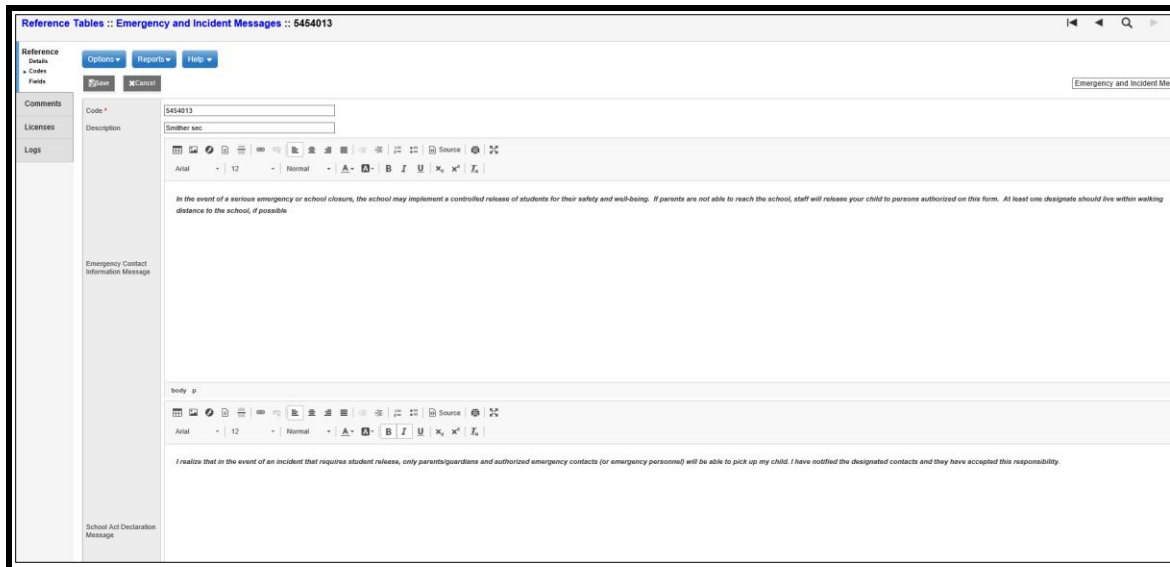 Reference Tables :: Emergency and Incident Messages :: 5454013
Reference
Details
Codes
Fields
Comments
Licenses
Logs
Options
Reports
Help
Save
Cancel
Emergency and Incident Me
Code *
5454013
Description
Smither sec
Source
Arial
12
Normal
A
A
B
I
U
x₂
x²
Tx
In the event of a serious emergency or school closure, the school may implement a controlled release of students for their safety and well-being. If parents are not able to reach the school, staff will release your child to persons authorized on this form. At least one designate should live within walking
distance to the school, if possible
Emergency Contact
Information Message
body p
Source
Arial
12
Normal
A
A
B
I
U
x₂
x²
Tx
I realize that in the event of an incident that requires student release, only parents/guardians and authorized emergency contacts (or emergency personnel) will be able to pick up my child. I have notified the designated contacts and they have accepted this responsibility.
School Act Declaration
Message